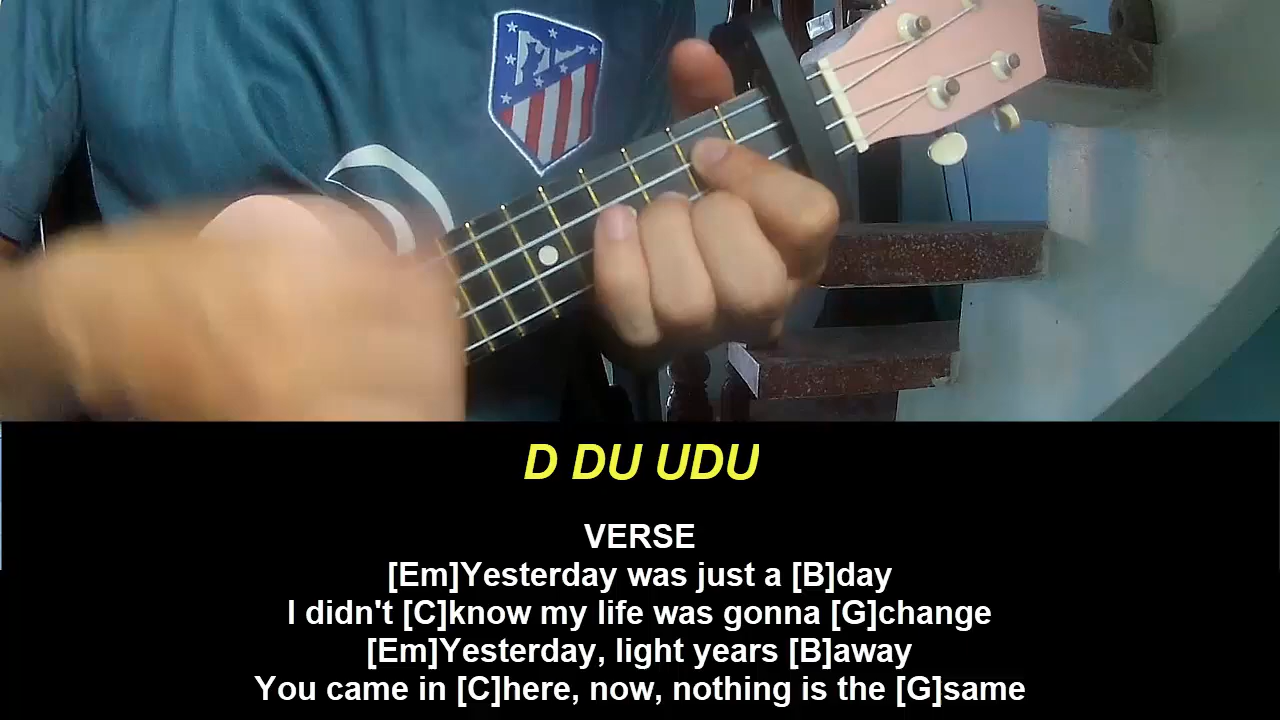 D DU UDU
VERSE
[Em]Yesterday was just a [B]day
I didn't [C]know my life was gonna [G]change
[Em]Yesterday, light years [B]away
You came in [C]here, now, nothing is the [G]same